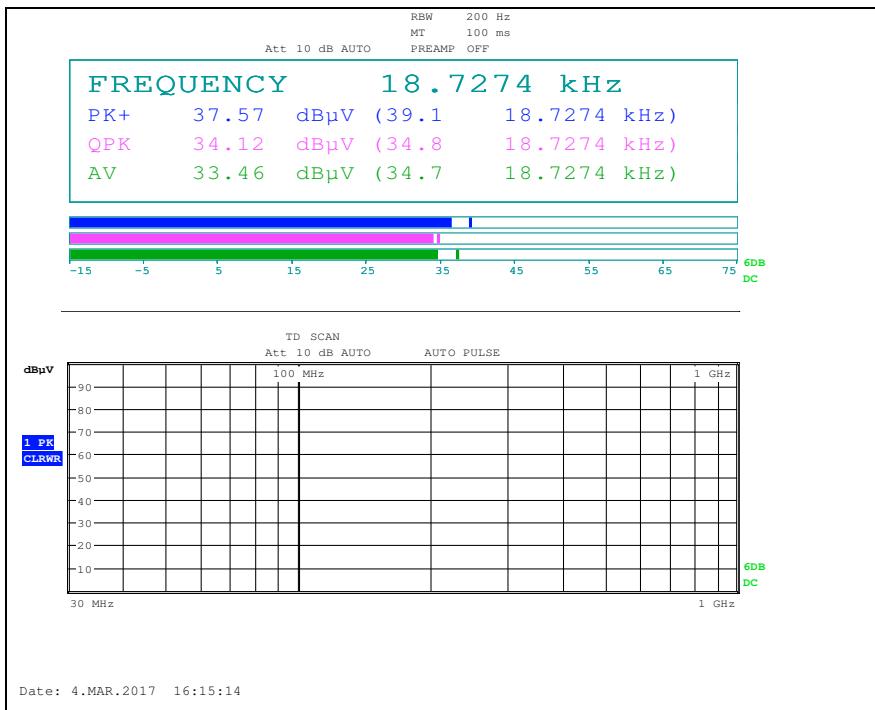 RBW 200 Hz
MT 100 ms
Att 10 dB AUTO PREAMP OFF
FREQUENCY 18.7274 kHz
PK+ 37.57 dBµV (39.1 18.7274 kHz)
QPK 34.12 dBµV (34.8 18.7274 kHz)
AV 33.46 dBµV (34.7 18.7274 kHz)
-15 -5 5 15 25 35 45 55 65 75
6DB
DC
TD SCAN
Att 10 dB AUTO AUTO PULSE
dBµV
100 MHz 1 GHz
90
80
70
1 PK
CLRWR
60
50
40
30
20
10
6DB
DC
30 MHz 1 GHz
Date: 4.MAR.2017 16:15:14